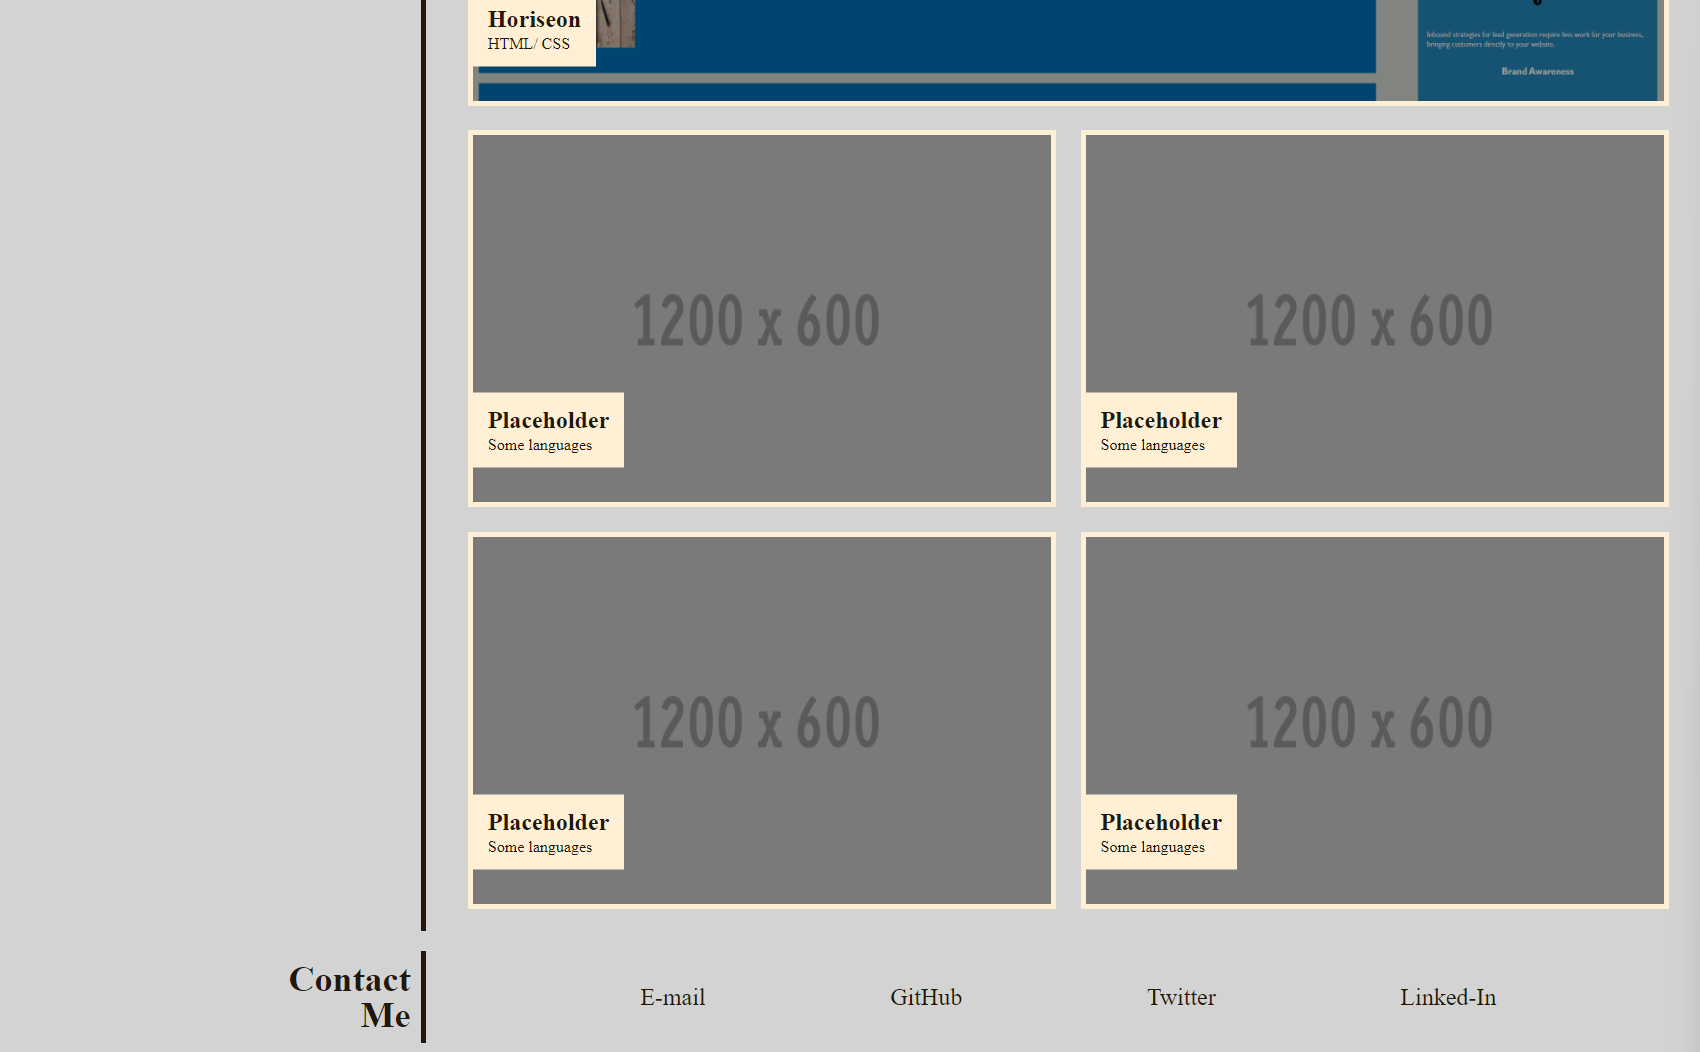 Horiseon
HTML/ CSS
Inbound strategies for lead generation require less work for your business,
bringing customers directly to your website.
Brand Awareness
1200 x 600
1200 x 600
Placeholder
Some languages
Placeholder
Some languages
1200 x 600
1200 x 600
Placeholder
Some languages
Placeholder
Some languages
Contact
Me
E-mail
GitHub
Twitter
Linked-In